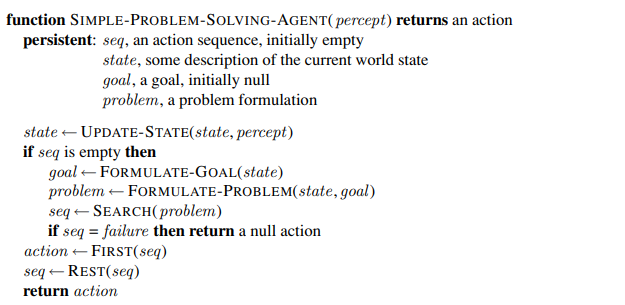 function SIMPLE-PROBLEM-SOLVING-AGENT(percept) returns an action
persistent: seq, an action sequence, initially empty
state, some description of the current world state
goal, a goal, initially null
problem, a problem formulation
state ← UPDATE-STATE(state, percept)
if seq is empty then
goal ← FORMULATE-GOAL(state)
problem ← FORMULATE-PROBLEM(state, goal)
seq ← SEARCH(problem)
if seq = failure then return a null action
action ← FIRST(seq)
seq ← REST(seq)
return action